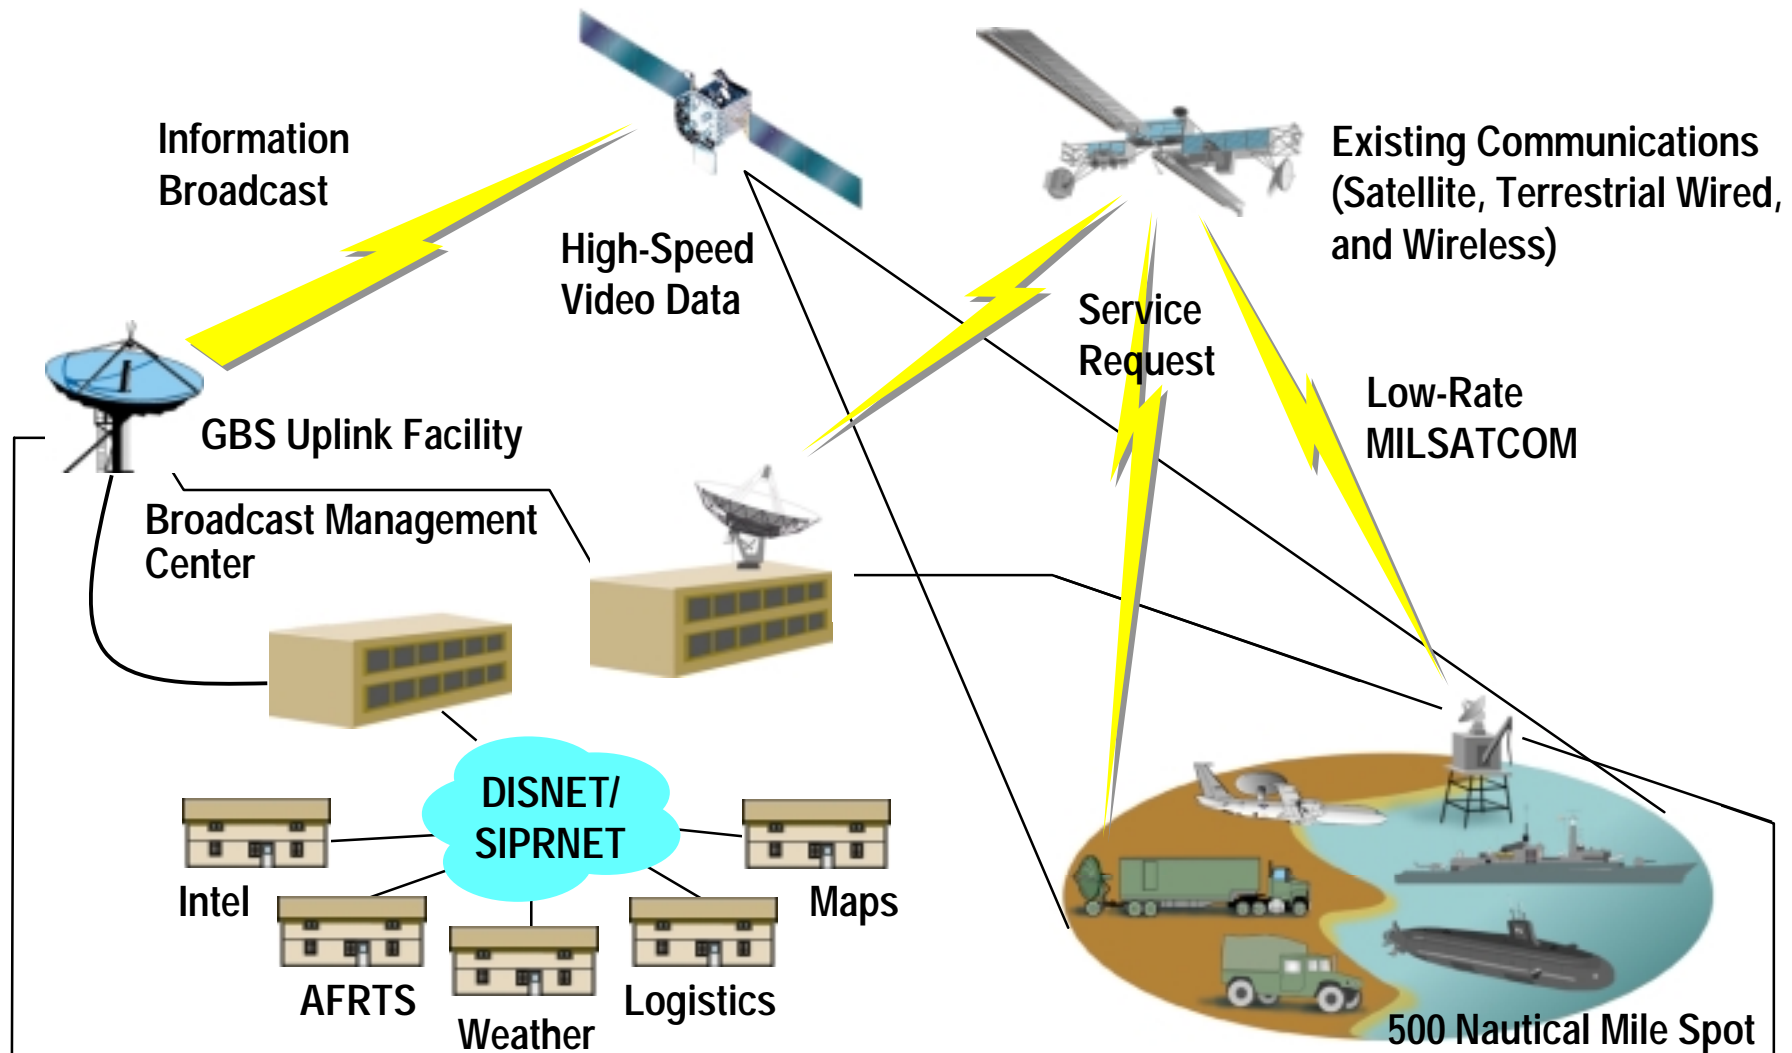 Information
Broadcast
High-Speed
Video Data
Existing Communications
(Satellite, Terrestrial Wired,
and Wireless)
Service
Request
Low-Rate
MILSATCOM
GBS Uplink Facility
Broadcast Management
Center
DISNET/
SIPRNET
Intel
AFRTS
Weather
Logistics
Maps
500 Nautical Mile Spot